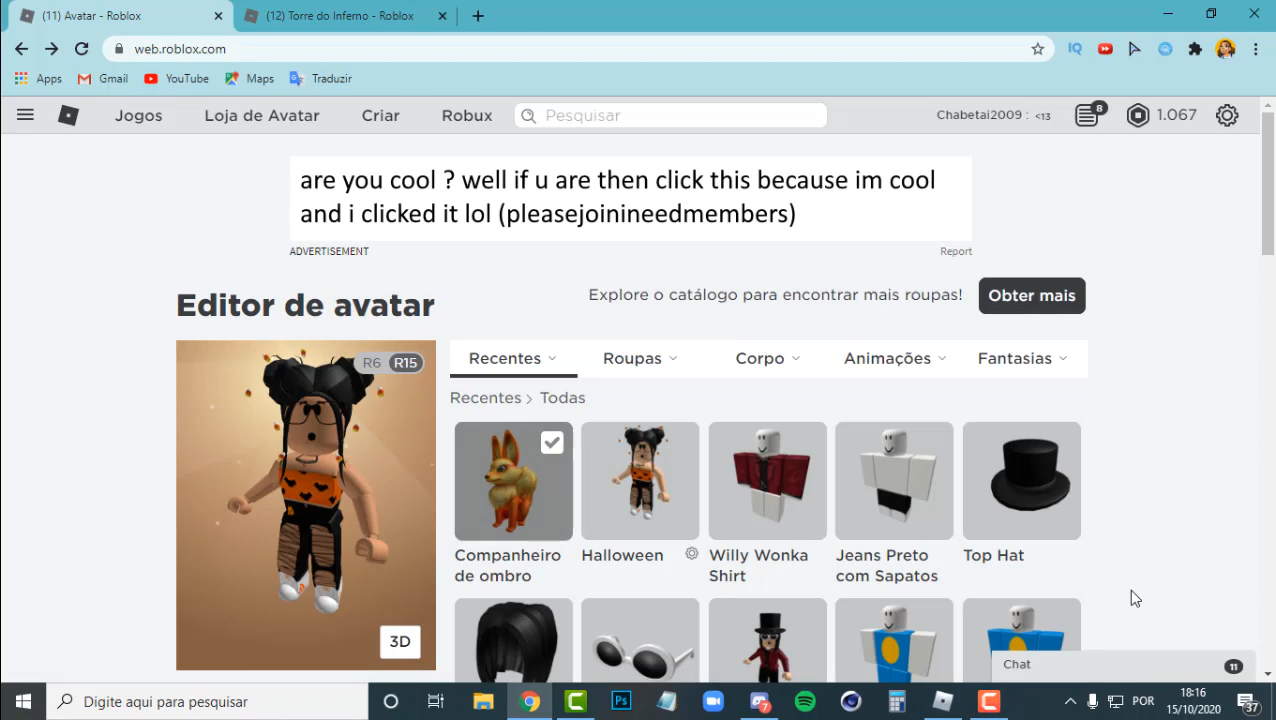 (11) Avatar - Roblox
(12) Torre do Inferno - Roblox
web.roblox.com
Apps Gmail YouTube Maps Traduzir
Jogos Loja de Avatar Criar Robux Pesquisar Chabetai2009 : <13 8 1.067
are you cool ? well if u are then click this because im cool
and i clicked it lol (pleasejoinineedmembers)
ADVERTISEMENT Report
Editor de avatar
Explore o catálogo para encontrar mais roupas! Obter mais
R6 R15
3D
Recentes Roupas Corpo Animações Fantasias
Recentes > Todas
Companheiro
de ombro
Halloween
Willy Wonka
Shirt
Jeans Preto
com Sapatos
Top Hat
Chat 11
Digite aqui para pesquisar
Ps
7
POR
18:16
15/10/2020
37